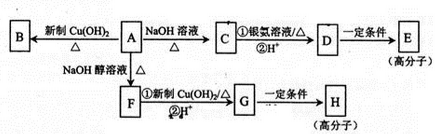 B 新制 Cu(OH)₂ △ A NaOH 溶液 △ C ①银氨溶液/△ ②H⁺ D 一定条件 E (高分子)
NaOH 醇溶液 △
F ①新制 Cu(OH)₂/△ ②H⁺ G 一定条件 H (高分子)